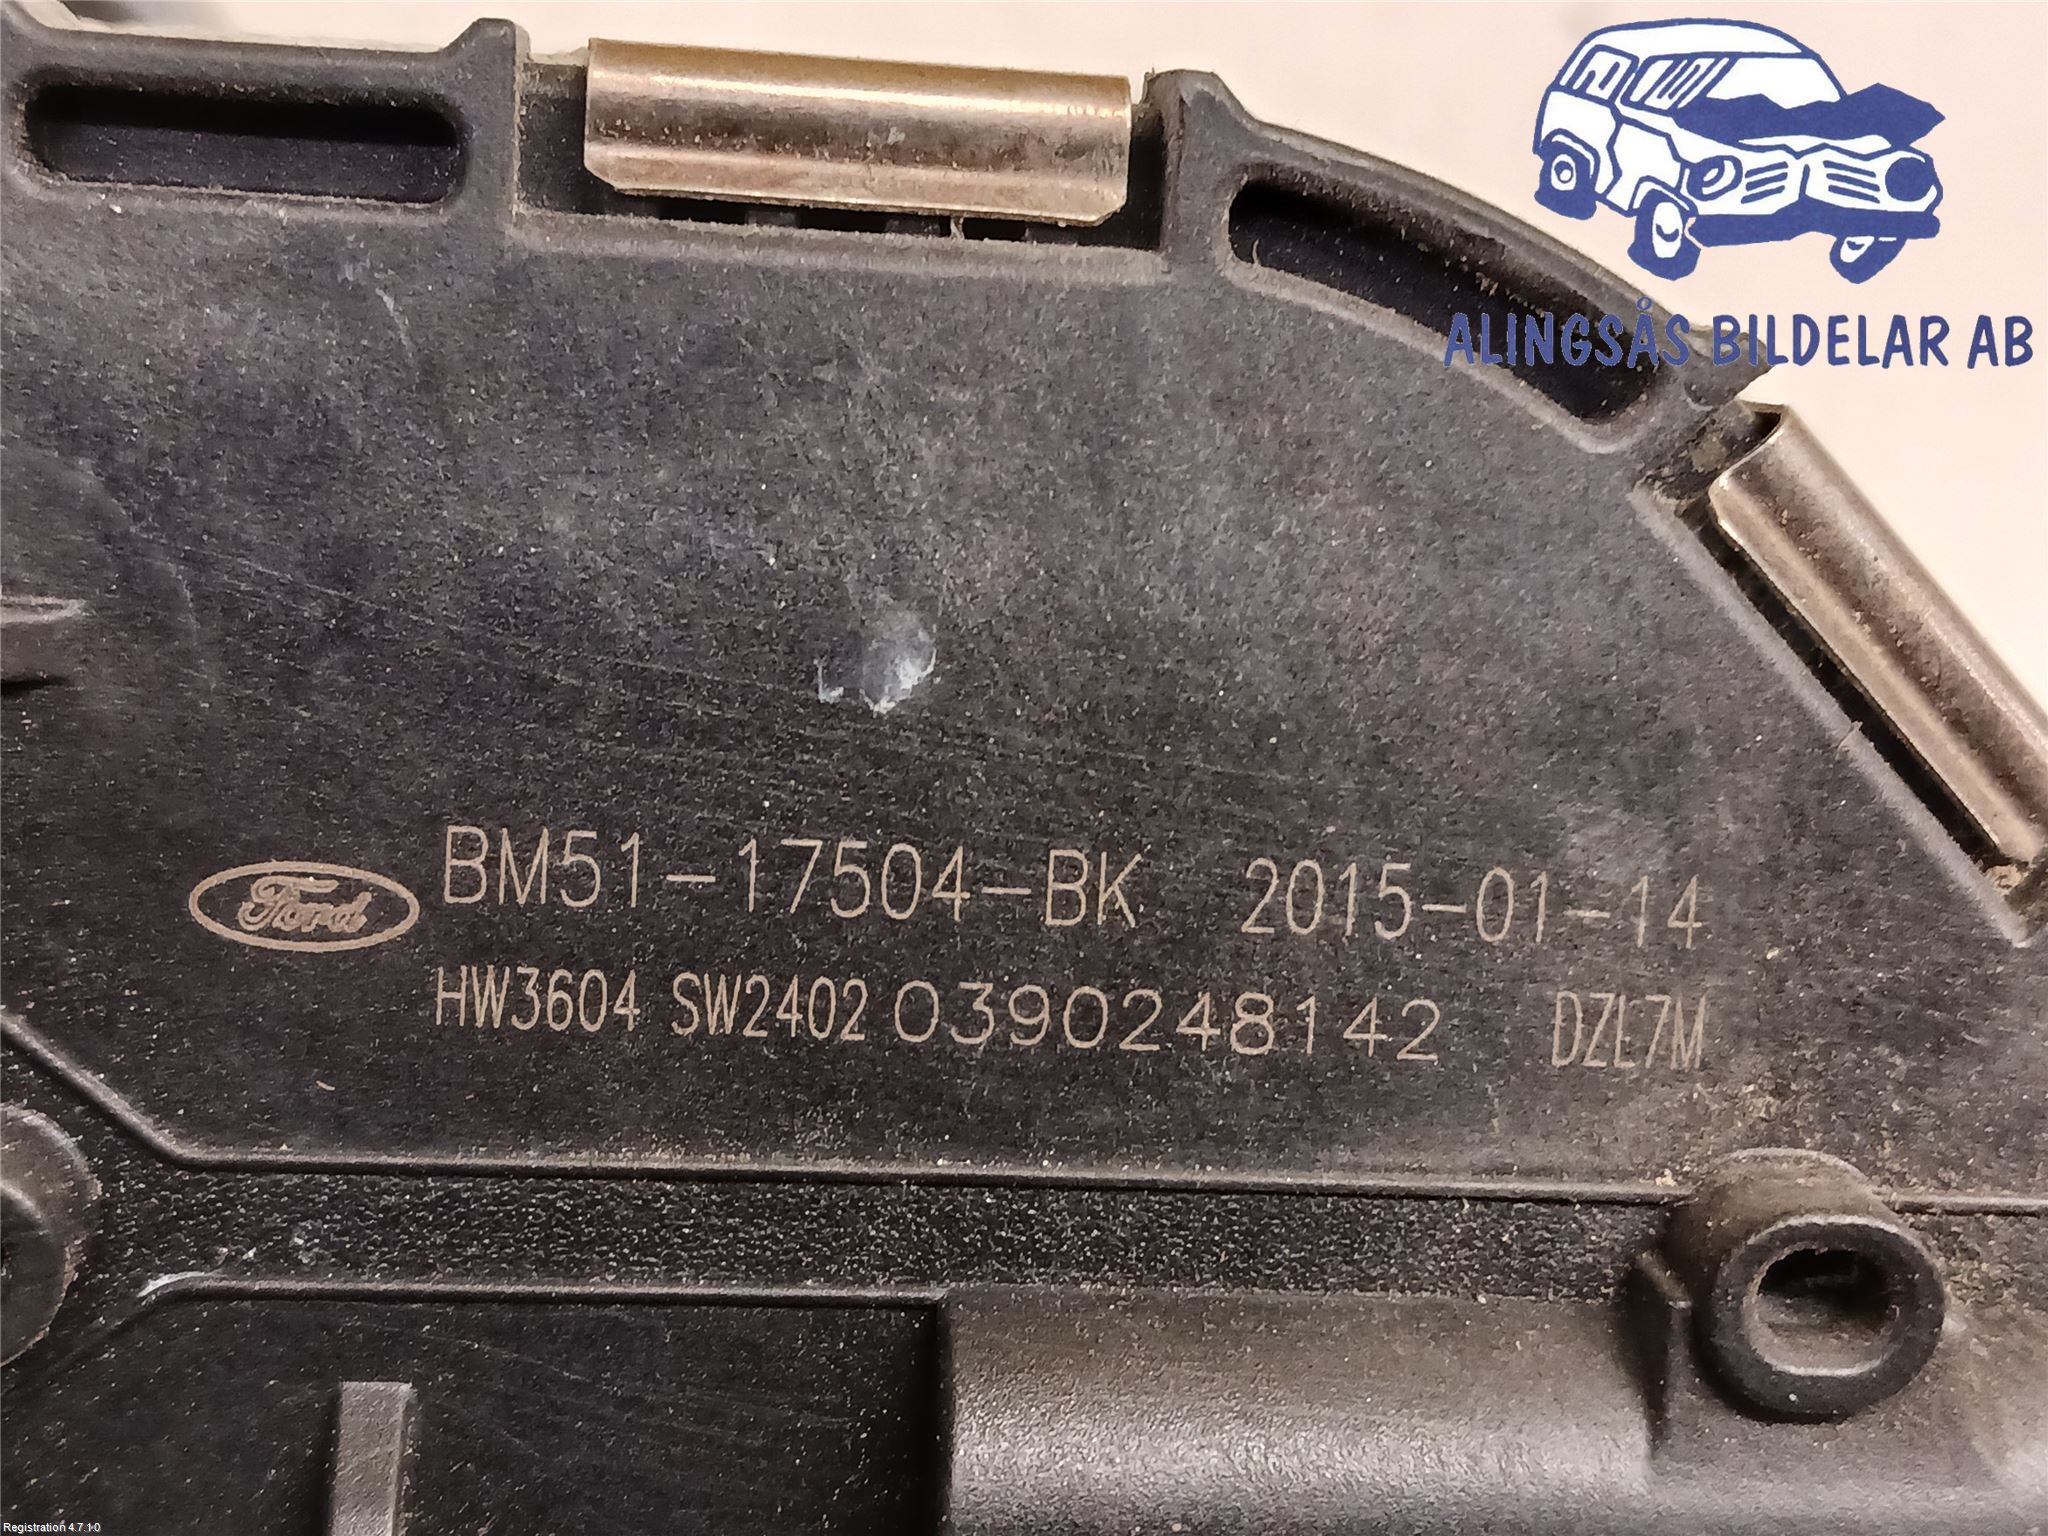 ALINGSÅS BILDELAR AB
Ford BM51-17504-BK 2015-01-14
HW3604 SW2402 0390248142 DZL7M
Registration 4.7.1.0